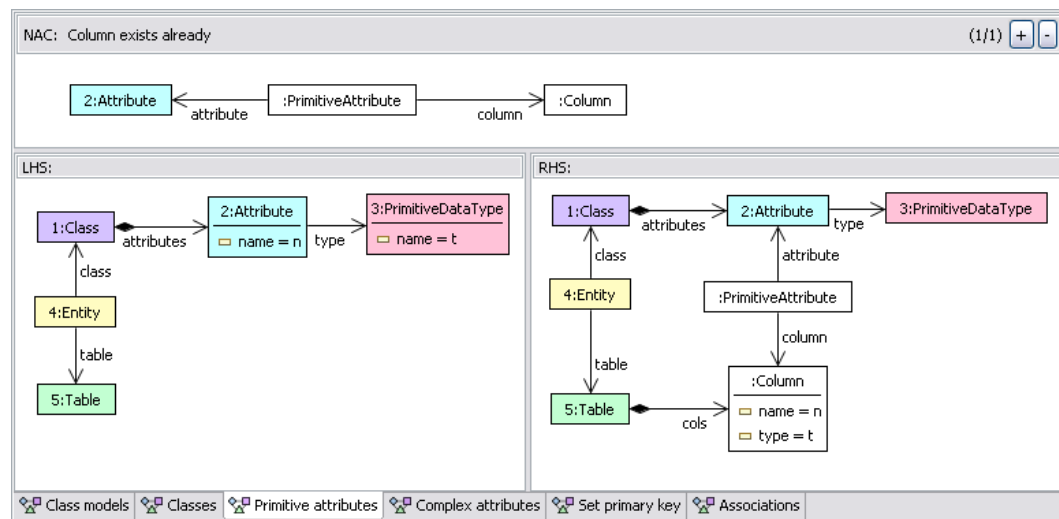 NAC: Column exists already (1/1) + -
2:Attribute :PrimitiveAttribute :Column
attribute column
LHS:
1:Class 2:Attribute 3:PrimitiveDataType
name = n name = t
attributes type
class
4:Entity
table
5:Table
RHS:
1:Class 2:Attribute 3:PrimitiveDataType
attributes type
class attribute
4:Entity :PrimitiveAttribute
table column
:Column
5:Table name = n
cols type = t
Class models Classes Primitive attributes Complex attributes Set primary key Associations